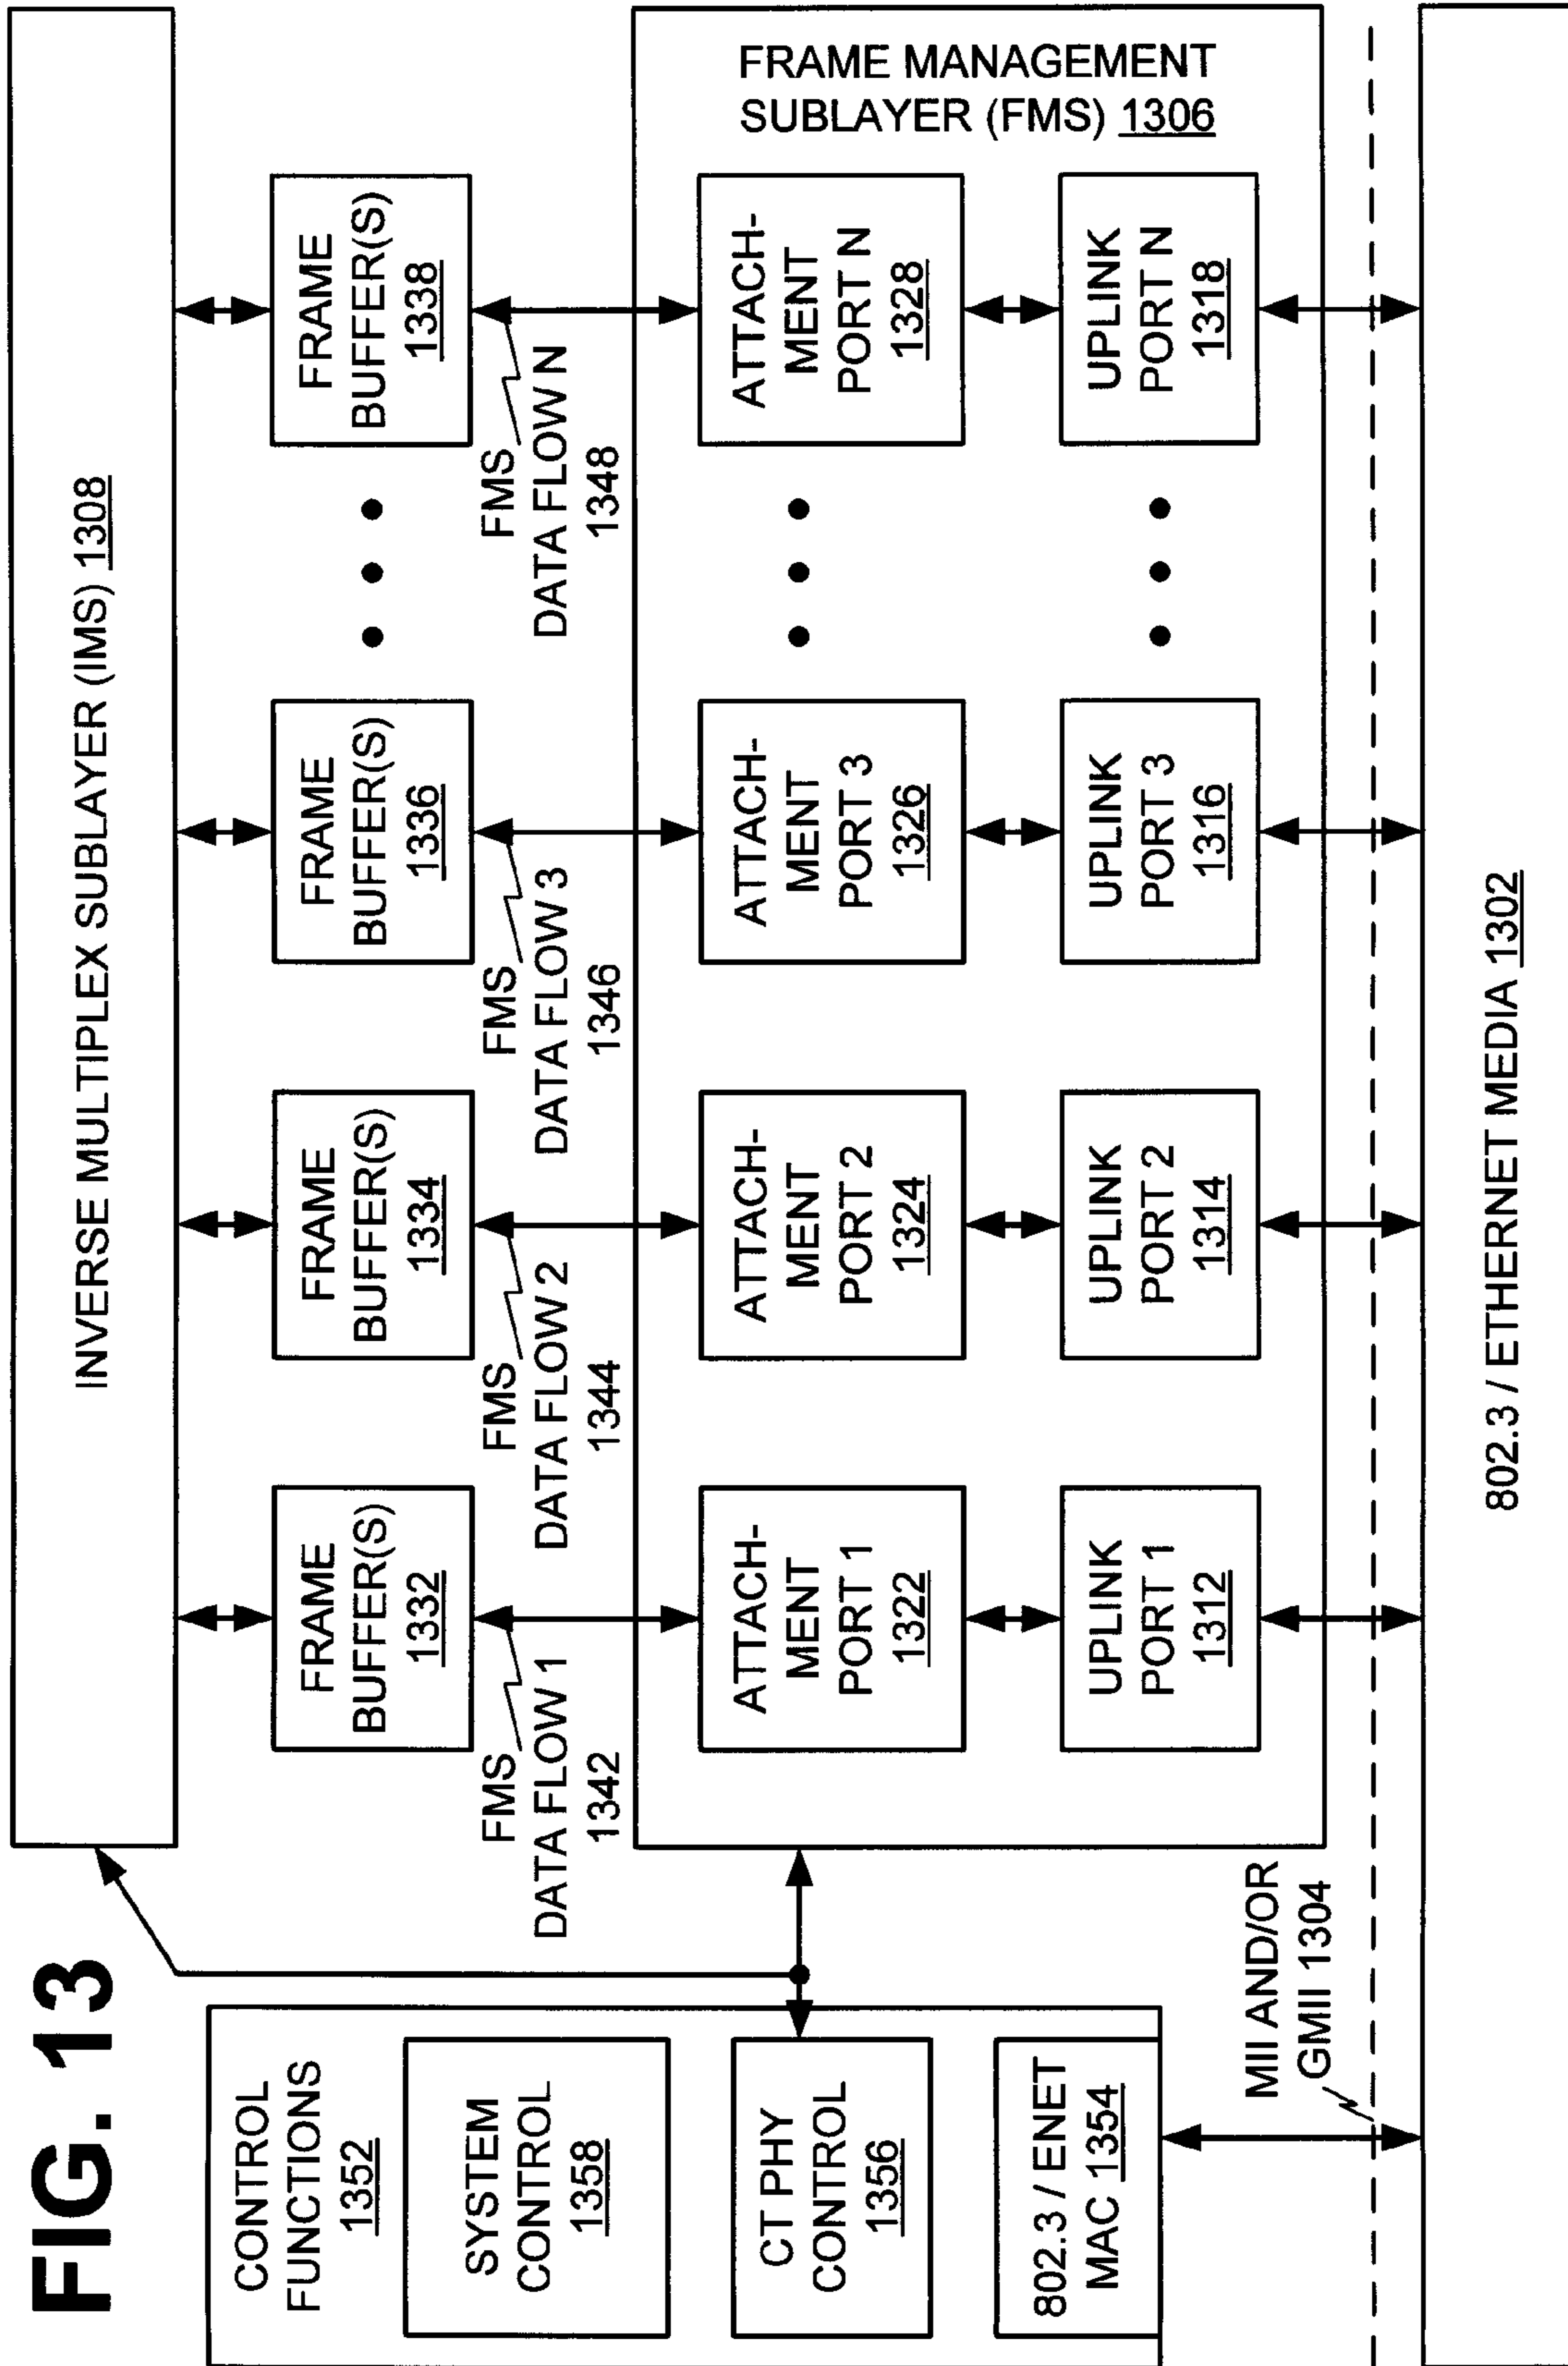 FIG. 13
INVERSE MULTIPLEX SUBLAYER (IMS) 1308
CONTROL
FUNCTIONS
1352
SYSTEM
CONTROL
1358
CT PHY
CONTROL
1356
802.3 / ENET
MAC 1354
FRAME
BUFFER(S)
1332
FRAME
BUFFER(S)
1334
FRAME
BUFFER(S)
1336
FRAME
BUFFER(S)
1338
FMS
DATA FLOW 1
1342
FMS
DATA FLOW 2
1344
FMS
DATA FLOW 3
1346
FMS
DATA FLOW N
1348
FRAME MANAGEMENT
SUBLAYER (FMS) 1306
ATTACH-
MENT
PORT 1
1322
ATTACH-
MENT
PORT 2
1324
ATTACH-
MENT
PORT 3
1326
ATTACH-
MENT
PORT N
1328
UPLINK
PORT 1
1312
UPLINK
PORT 2
1314
UPLINK
PORT 3
1316
UPLINK
PORT N
1318
MII AND/OR
GMII 1304
802.3 / ETHERNET MEDIA 1302